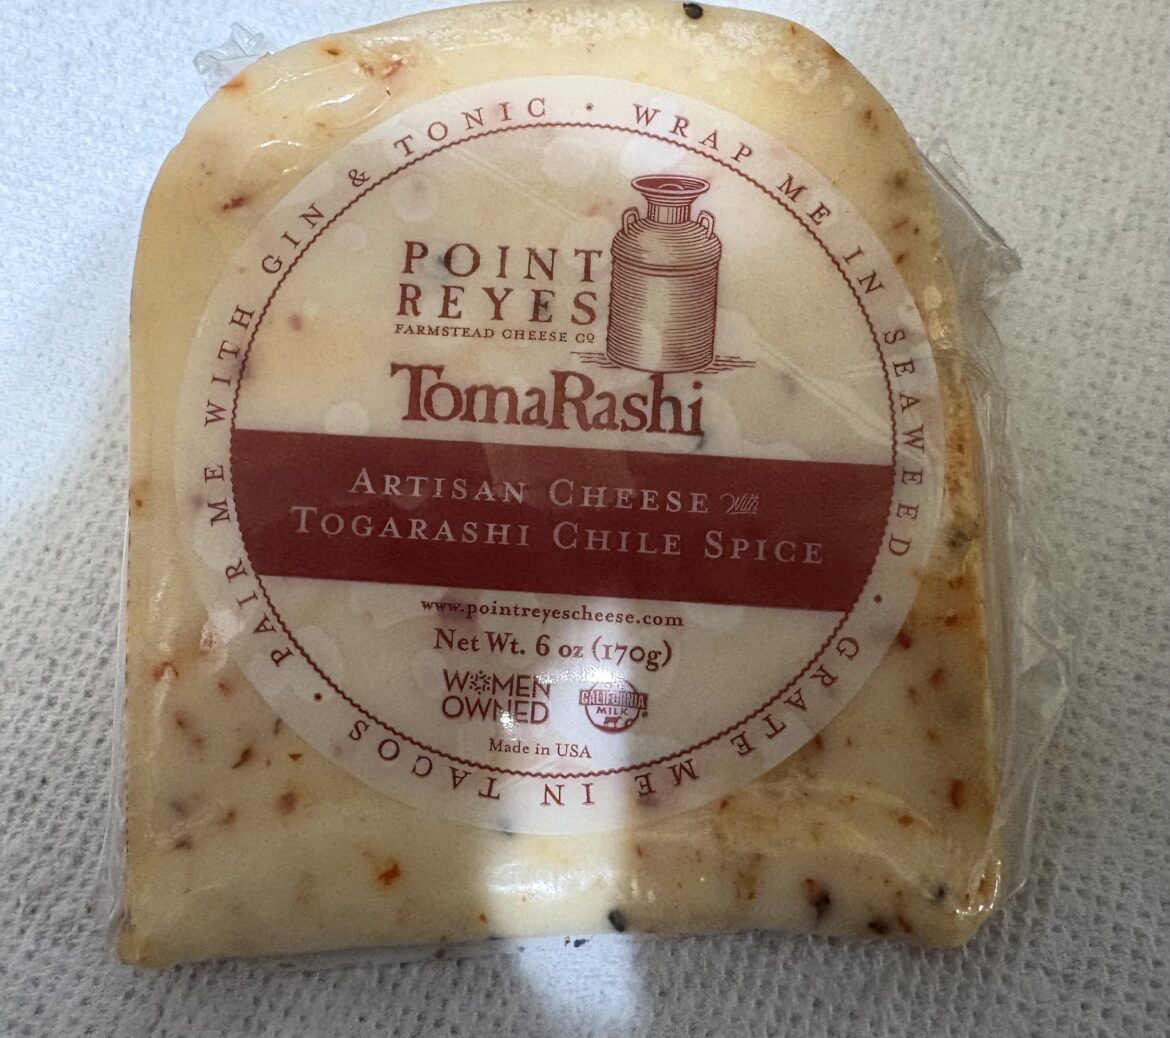 PAIR ME WITH GIN & TONIC • WRAP ME IN SEAWEED • GRATE ME IN TACOS •
POINT
REYES
FARMSTEAD CHEESE CO
TomaRashi
ARTISAN CHEESE With
TOGARASHI CHILE SPICE
www.pointreyescheese.com
Net Wt. 6 oz (170g)
WOMEN
OWNED
CALIFORNIA
MILK
Made in USA